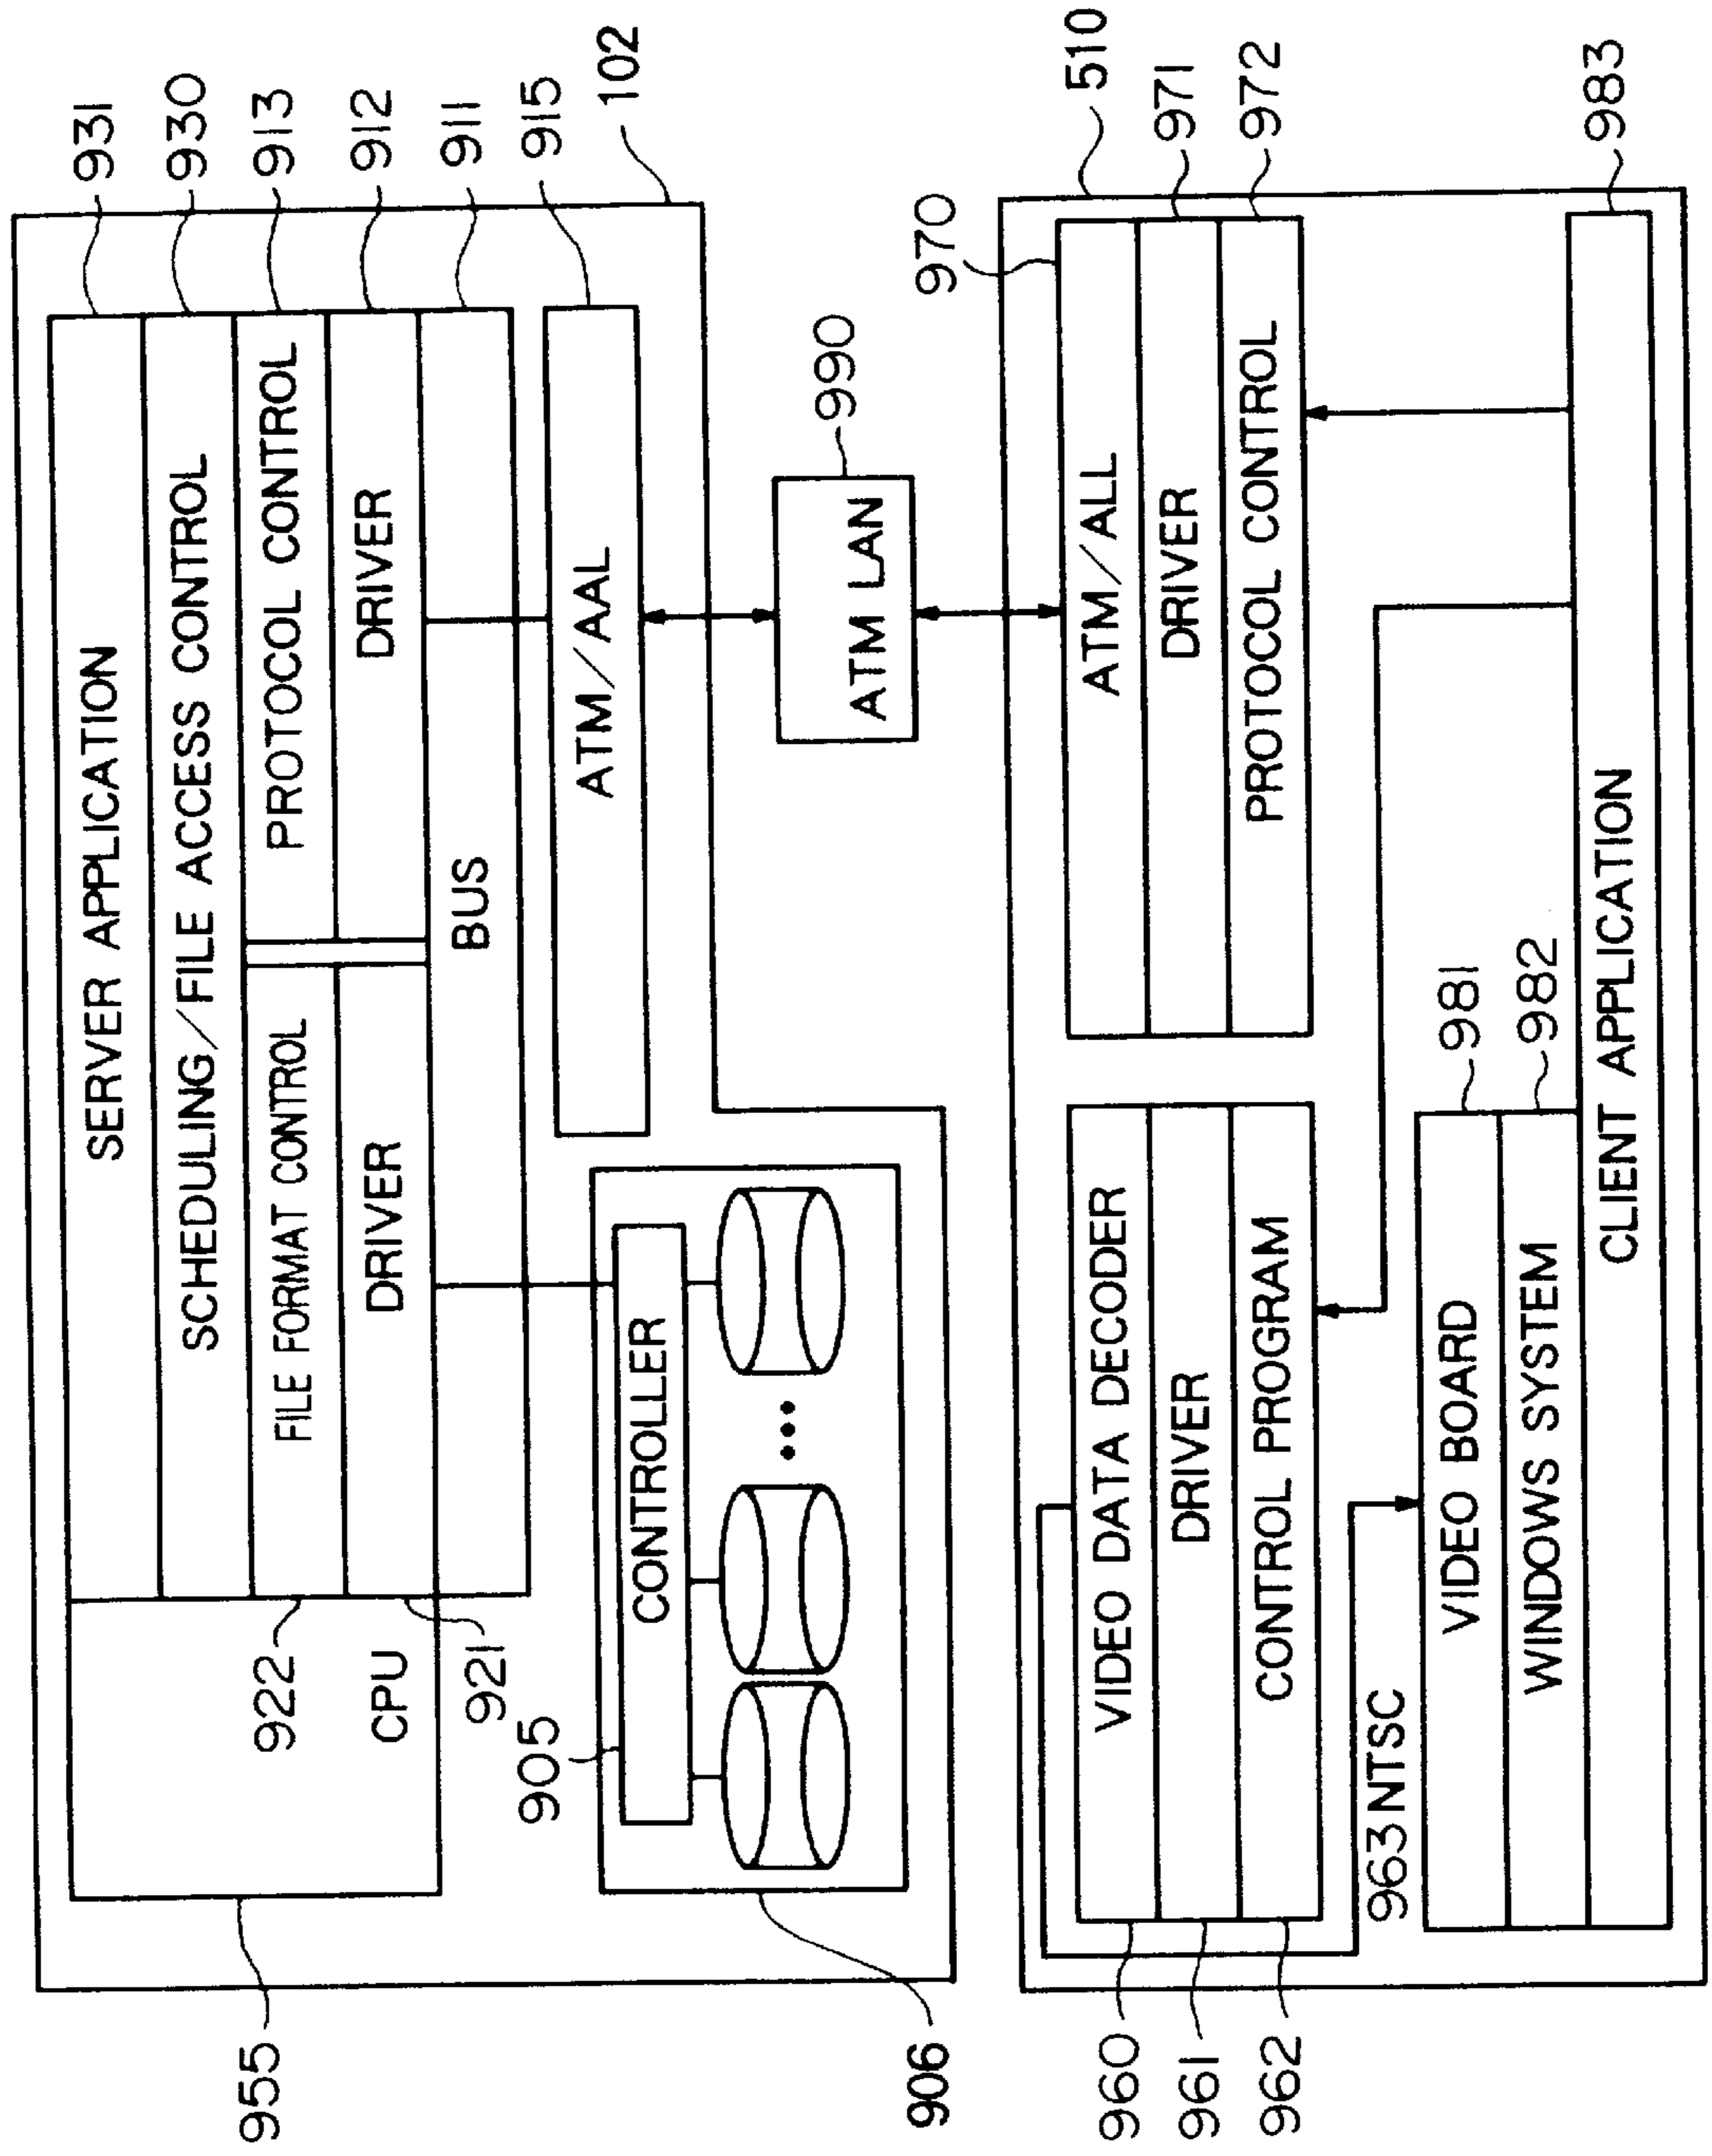 931
930
913
912
911
915
102
SERVER APPLICATION
SCHEDULING/FILE ACCESS CONTROL
FILE FORMAT CONTROL
PROTOCOL CONTROL
DRIVER
DRIVER
BUS
922
CPU
921
955
905
CONTROLLER
906
ATM/AAL
990
ATM LAN
970
510
971
972
983
ATM/ALL
DRIVER
PROTOCOL CONTROL
VIDEO DATA DECODER
DRIVER
CONTROL PROGRAM
960
961
962
963 NTSC
981
982
VIDEO BOARD
WINDOWS SYSTEM
CLIENT APPLICATION